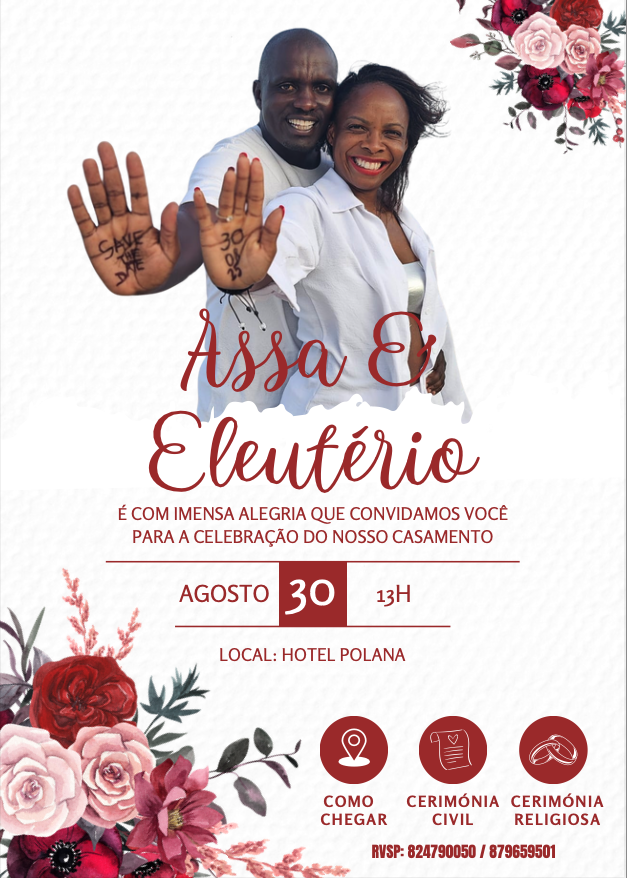 SAVE
THE
DATE
30
08
25
Assa &
Eleutério
É COM IMENSA ALEGRIA QUE CONVIDAMOS VOCÊ
PARA A CELEBRAÇÃO DO NOSSO CASAMENTO
AGOSTO 30 13H
LOCAL: HOTEL POLANA
COMO CHEGAR
CERIMÓNIA CIVIL
CERIMÓNIA RELIGIOSA
RVSP: 824790050 / 879659501